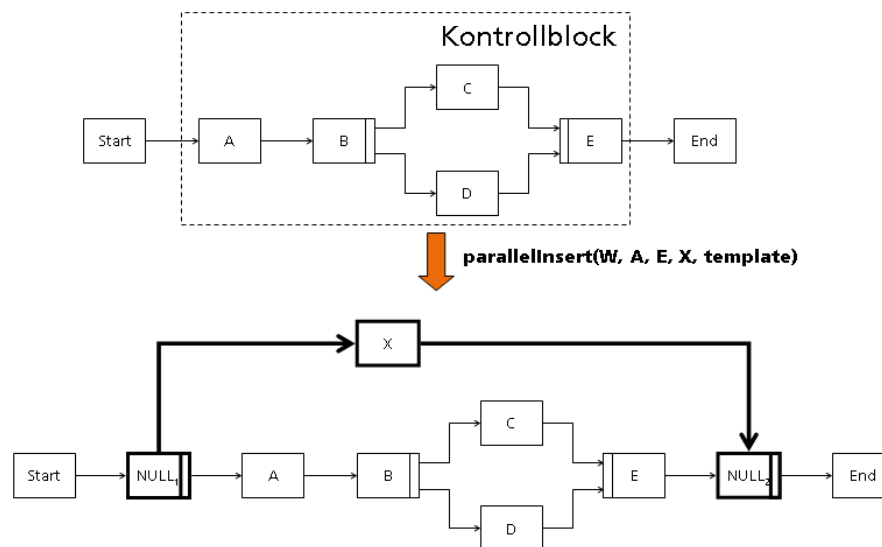 Kontrollblock
C
Start
A
B
E
End
D
parallelInsert(W, A, E, X, template)
X
C
Start
NULL₁
A
B
E
NULL₂
End
D